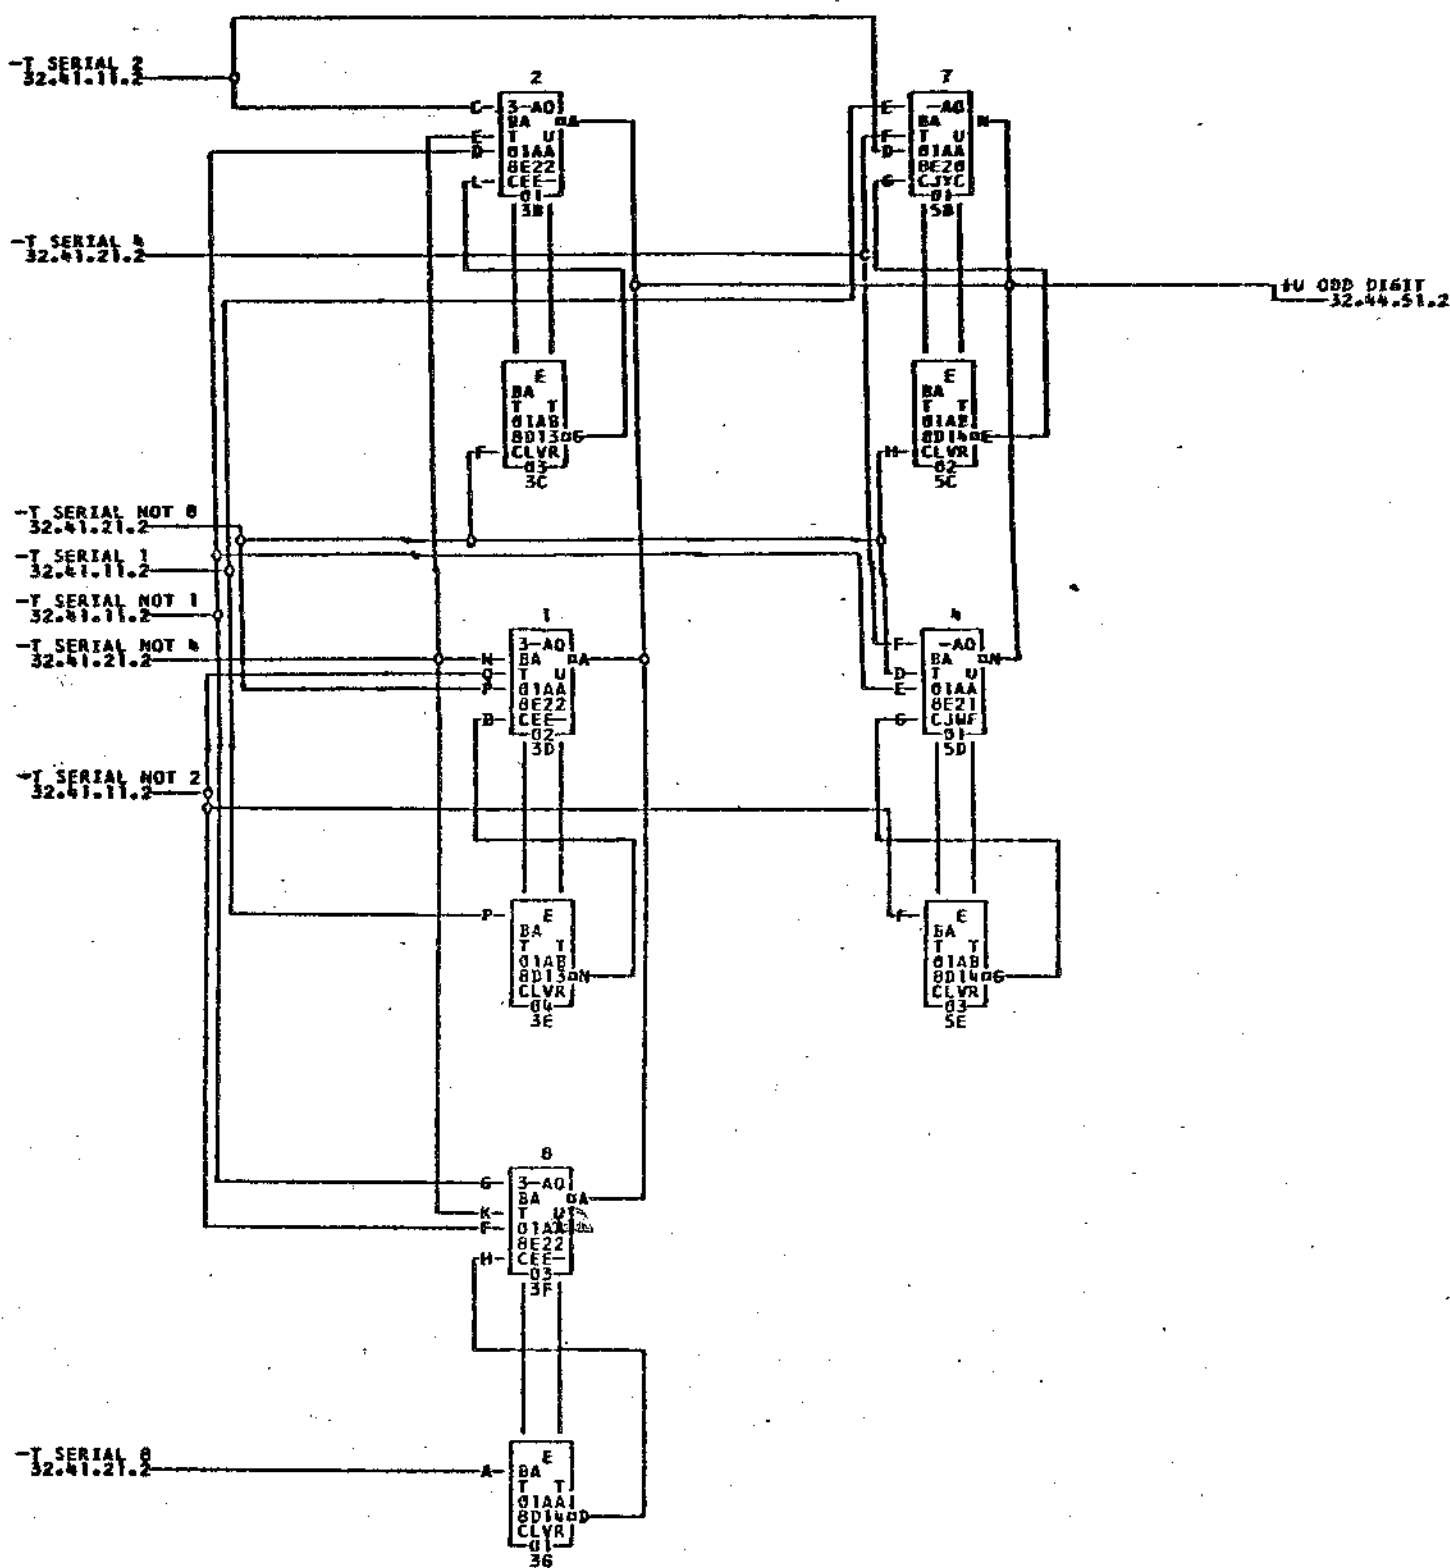 -T SERIAL 2
32.41.11.2
2
C- 3-AO
BA A
E- T U
D- 01AA
8E22
L- CEE-
01
3B
7
E- -AO
BA N
F- T U
D- 01AA
8E20
G- CJYC
01
5B
-T SERIAL 4
32.41.21.2
+U ODD DIGIT
32.44.51.2
E
BA
T T
01AB
8D13 G
F- CLVR
03
3C
E
BA
T T
01AB
8D14 E
H- CLVR
02
5C
-T SERIAL NOT 8
32.41.21.2
-T SERIAL 1
32.41.11.2
-T SERIAL NOT 1
32.41.11.2
-T SERIAL NOT 4
32.41.21.2
1
3-AO
BA A
Q- T U
P- 01AA
8E22
B- CEE-
02
3D
4
F- -AO
BA N
D- T U
E- 01AA
8E21
G- CJWF
01
5D
-T SERIAL NOT 2
32.41.11.2
P- E
BA
T T
01AB
8D13 N
CLVR
04
3E
F- E
BA
T T
01AB
8D14 G
CLVR
03
5E
8
G- 3-AO
BA A
K- T U
F- 01AA
8E22
H- CEE-
03
3F
-T SERIAL 8
32.41.21.2
E
A- BA
T T
01AA
8D14 D
CLVR
01
3G